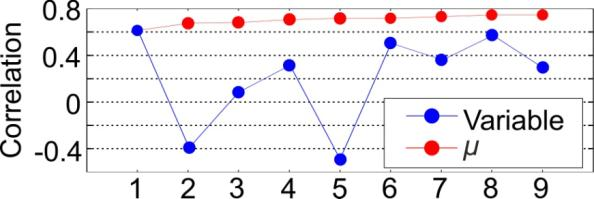 Correlation
0.8
0.4
0
-0.4
1 2 3 4 5 6 7 8 9
Variable
μ